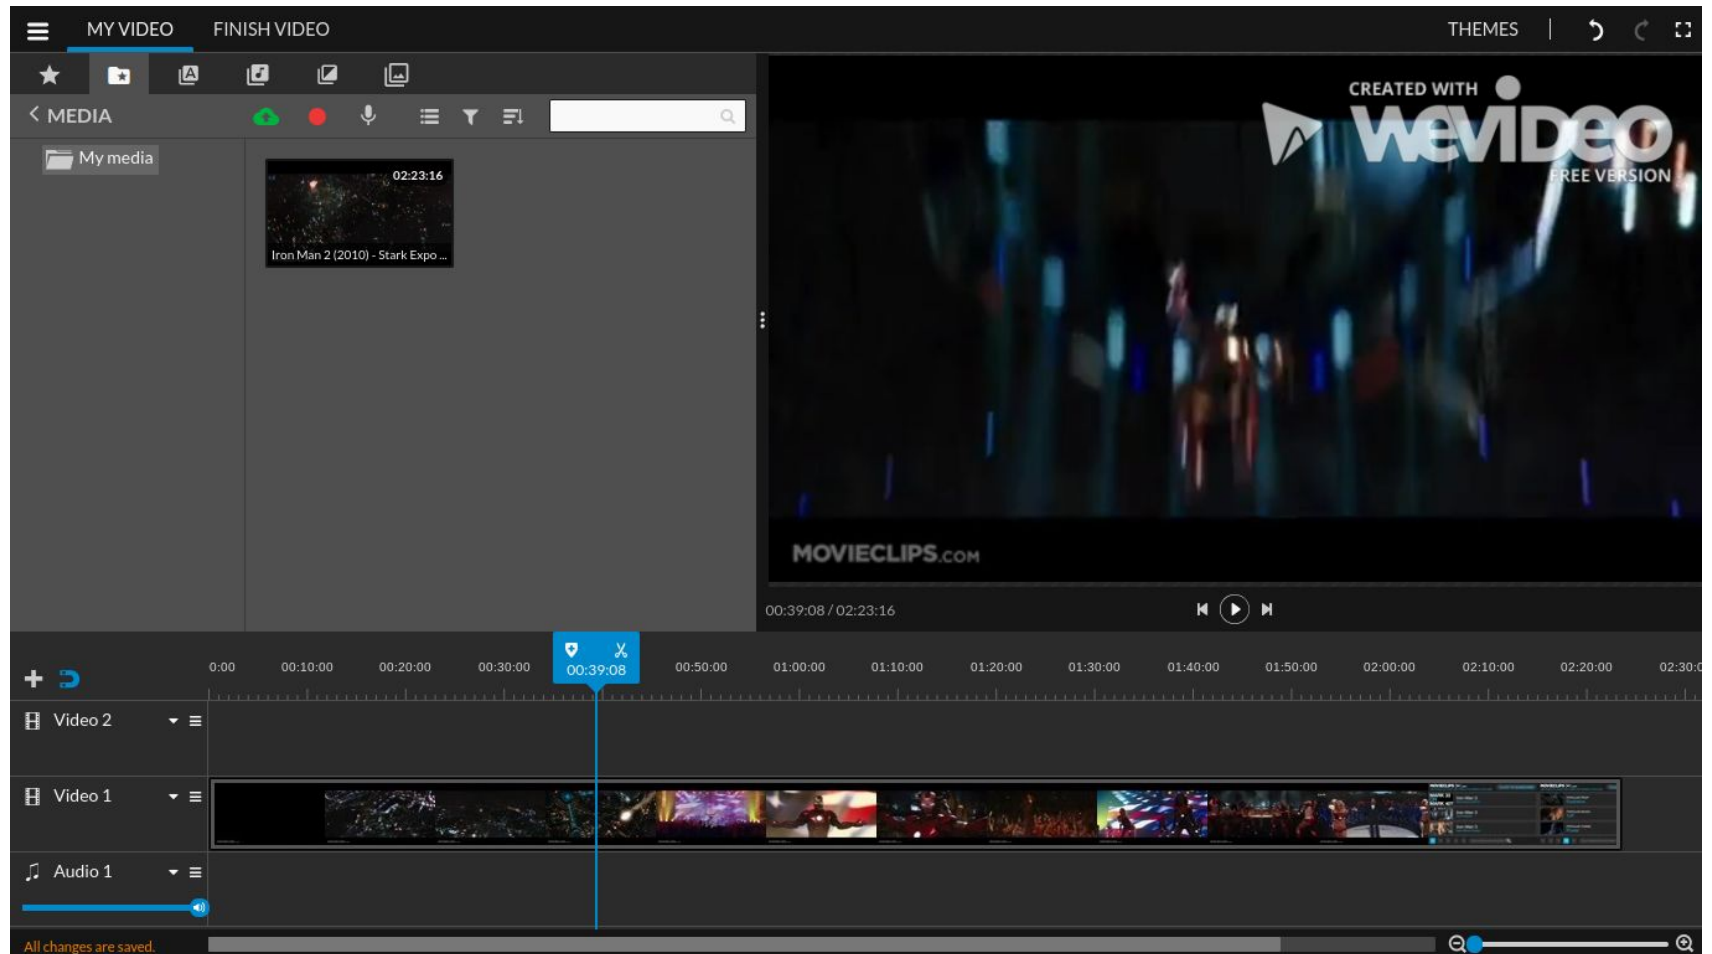 MY VIDEO FINISH VIDEO THEMES
MEDIA
My media
02:23:16
Iron Man 2 (2010) - Stark Expo ...
CREATED WITH
WeVIDeo
FREE VERSION
MOVIECLIPS.COM
00:39:08 / 02:23:16
0:00 00:10:00 00:20:00 00:30:00 00:39:08 00:50:00 01:00:00 01:10:00 01:20:00 01:30:00 01:40:00 01:50:00 02:00:00 02:10:00 02:20:00 02:30:0
Video 2
Video 1
Audio 1
All changes are saved.